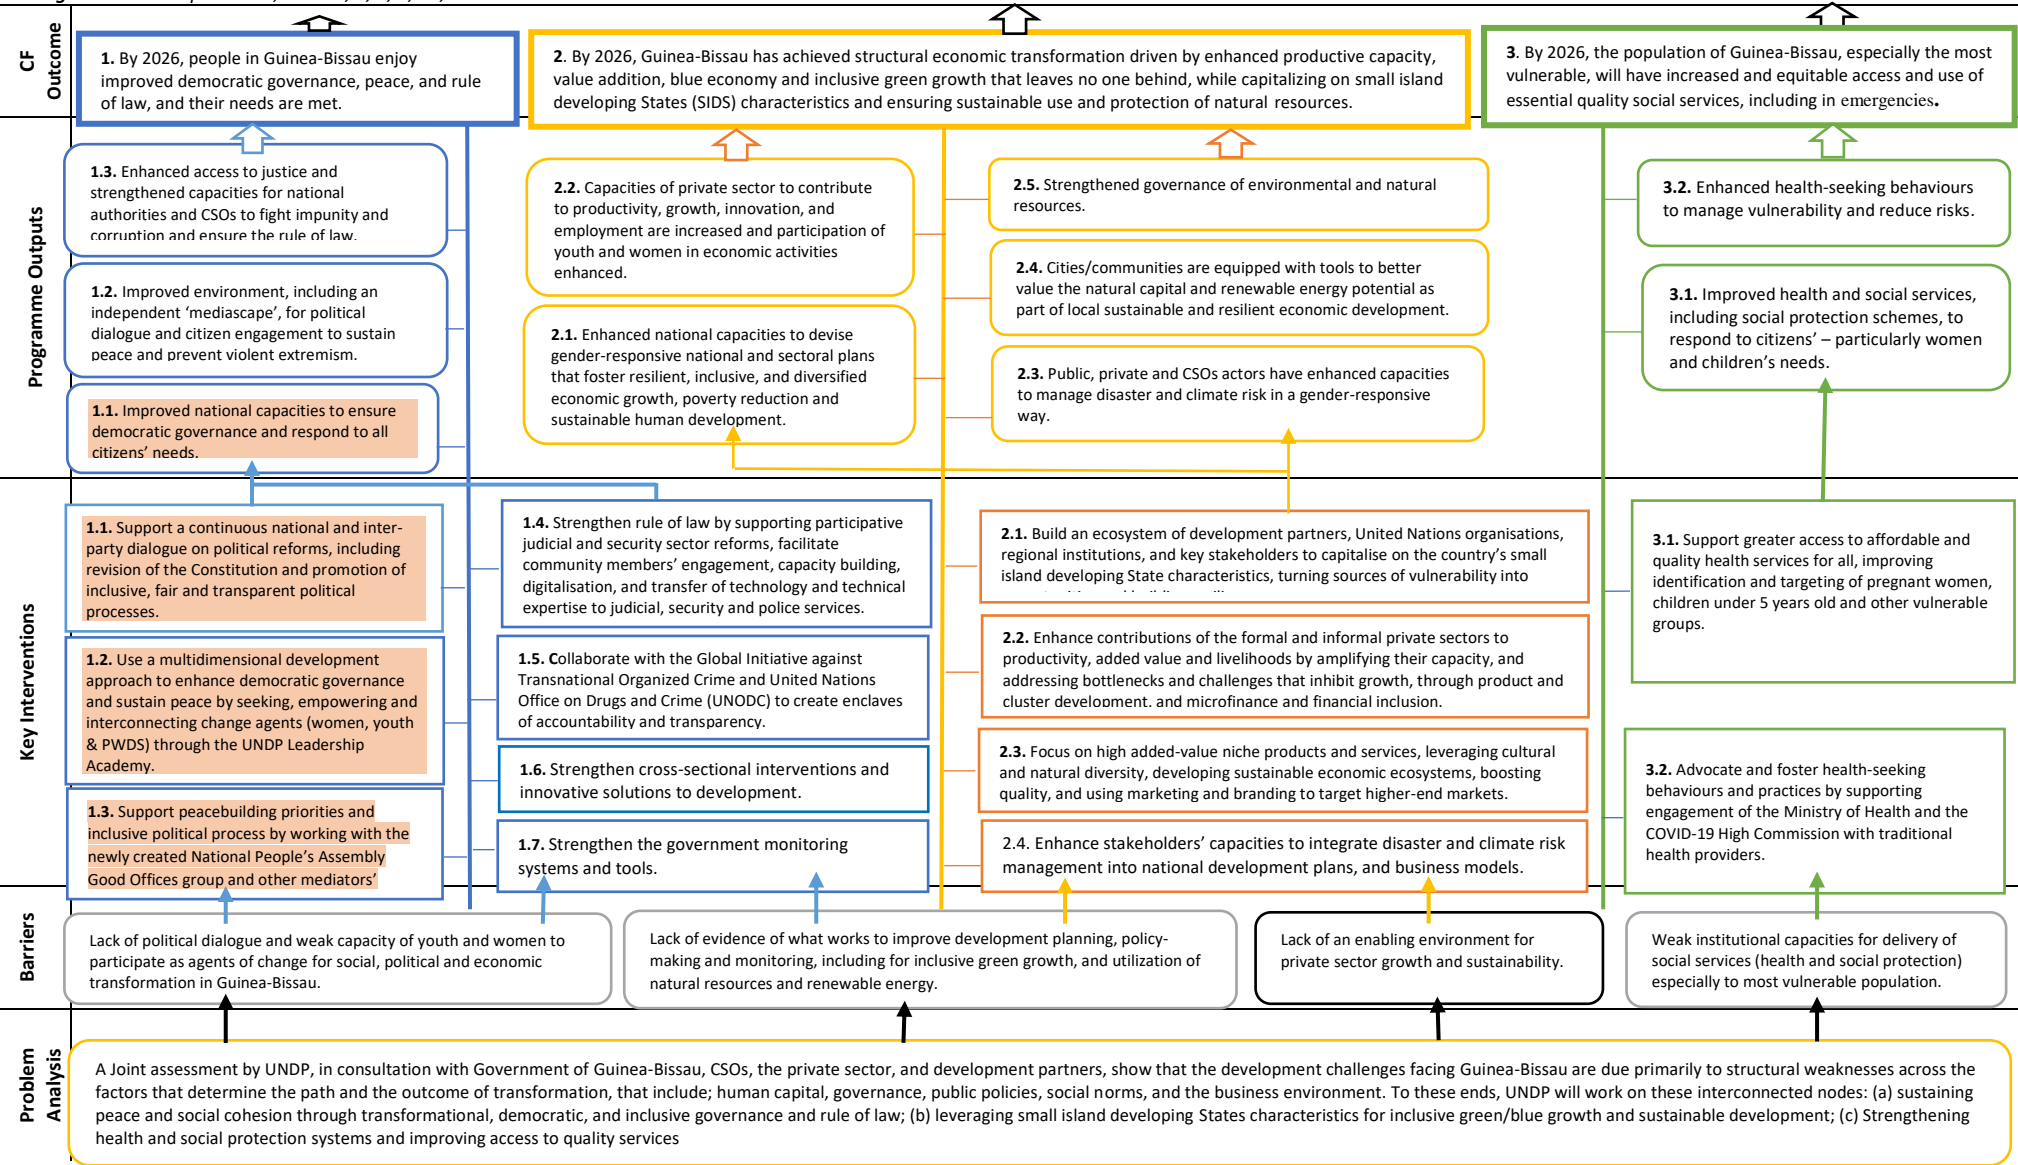 CF
Outcome
1. By 2026, people in Guinea-Bissau enjoy
improved democratic governance, peace, and rule
of law, and their needs are met.
2. By 2026, Guinea-Bissau has achieved structural economic transformation driven by enhanced productive capacity,
value addition, blue economy and inclusive green growth that leaves no one behind, while capitalizing on small island
developing States (SIDS) characteristics and ensuring sustainable use and protection of natural resources.
3. By 2026, the population of Guinea-Bissau, especially the most
vulnerable, will have increased and equitable access and use of
essential quality social services, including in emergencies.
Programme Outputs
1.3. Enhanced access to justice and
strengthened capacities for national
authorities and CSOs to fight impunity and
corruption and ensure the rule of law.
1.2. Improved environment, including an
independent ‘mediascape’, for political
dialogue and citizen engagement to sustain
peace and prevent violent extremism.
1.1. Improved national capacities to ensure
democratic governance and respond to all
citizens’ needs.
2.2. Capacities of private sector to contribute
to productivity, growth, innovation, and
employment are increased and participation of
youth and women in economic activities
enhanced.
2.1. Enhanced national capacities to devise
gender-responsive national and sectoral plans
that foster resilient, inclusive, and diversified
economic growth, poverty reduction and
sustainable human development.
2.5. Strengthened governance of environmental and natural
resources.
2.4. Cities/communities are equipped with tools to better
value the natural capital and renewable energy potential as
part of local sustainable and resilient economic development.
2.3. Public, private and CSOs actors have enhanced capacities
to manage disaster and climate risk in a gender-responsive
way.
3.2. Enhanced health-seeking behaviours
to manage vulnerability and reduce risks.
3.1. Improved health and social services,
including social protection schemes, to
respond to citizens’ – particularly women
and children’s needs.
Key Interventions
1.1. Support a continuous national and inter-
party dialogue on political reforms, including
revision of the Constitution and promotion of
inclusive, fair and transparent political
processes.
1.2. Use a multidimensional development
approach to enhance democratic governance
and sustain peace by seeking, empowering and
interconnecting change agents (women, youth
& PWDS) through the UNDP Leadership
Academy.
1.3. Support peacebuilding priorities and
inclusive political process by working with the
newly created National People’s Assembly
Good Offices group and other mediators’
1.4. Strengthen rule of law by supporting participative
judicial and security sector reforms, facilitate
community members’ engagement, capacity building,
digitalisation, and transfer of technology and technical
expertise to judicial, security and police services.
1.5. Collaborate with the Global Initiative against
Transnational Organized Crime and United Nations
Office on Drugs and Crime (UNODC) to create enclaves
of accountability and transparency.
1.6. Strengthen cross-sectional interventions and
innovative solutions to development.
1.7. Strengthen the government monitoring
systems and tools.
2.1. Build an ecosystem of development partners, United Nations organisations,
regional institutions, and key stakeholders to capitalise on the country’s small
island developing State characteristics, turning sources of vulnerability into
2.2. Enhance contributions of the formal and informal private sectors to
productivity, added value and livelihoods by amplifying their capacity, and
addressing bottlenecks and challenges that inhibit growth, through product and
cluster development, and microfinance and financial inclusion.
2.3. Focus on high added-value niche products and services, leveraging cultural
and natural diversity, developing sustainable economic ecosystems, boosting
quality, and using marketing and branding to target higher-end markets.
2.4. Enhance stakeholders’ capacities to integrate disaster and climate risk
management into national development plans, and business models.
3.1. Support greater access to affordable and
quality health services for all, improving
identification and targeting of pregnant women,
children under 5 years old and other vulnerable
groups.
3.2. Advocate and foster health-seeking
behaviours and practices by supporting
engagement of the Ministry of Health and the
COVID-19 High Commission with traditional
health providers.
Barriers
Lack of political dialogue and weak capacity of youth and women to
participate as agents of change for social, political and economic
transformation in Guinea-Bissau.
Lack of evidence of what works to improve development planning, policy-
making and monitoring, including for inclusive green growth, and utilization of
natural resources and renewable energy.
Lack of an enabling environment for
private sector growth and sustainability.
Weak institutional capacities for delivery of
social services (health and social protection)
especially to most vulnerable population.
Problem
Analysis
A Joint assessment by UNDP, in consultation with Government of Guinea-Bissau, CSOs, the private sector, and development partners, show that the development challenges facing Guinea-Bissau are due primarily to structural weaknesses across the
factors that determine the path and the outcome of transformation, that include; human capital, governance, public policies, social norms, and the business environment. To these ends, UNDP will work on these interconnected nodes: (a) sustaining
peace and social cohesion through transformational, democratic, and inclusive governance and rule of law; (b) leveraging small island developing States characteristics for inclusive green/blue growth and sustainable development; (c) Strengthening
health and social protection systems and improving access to quality services